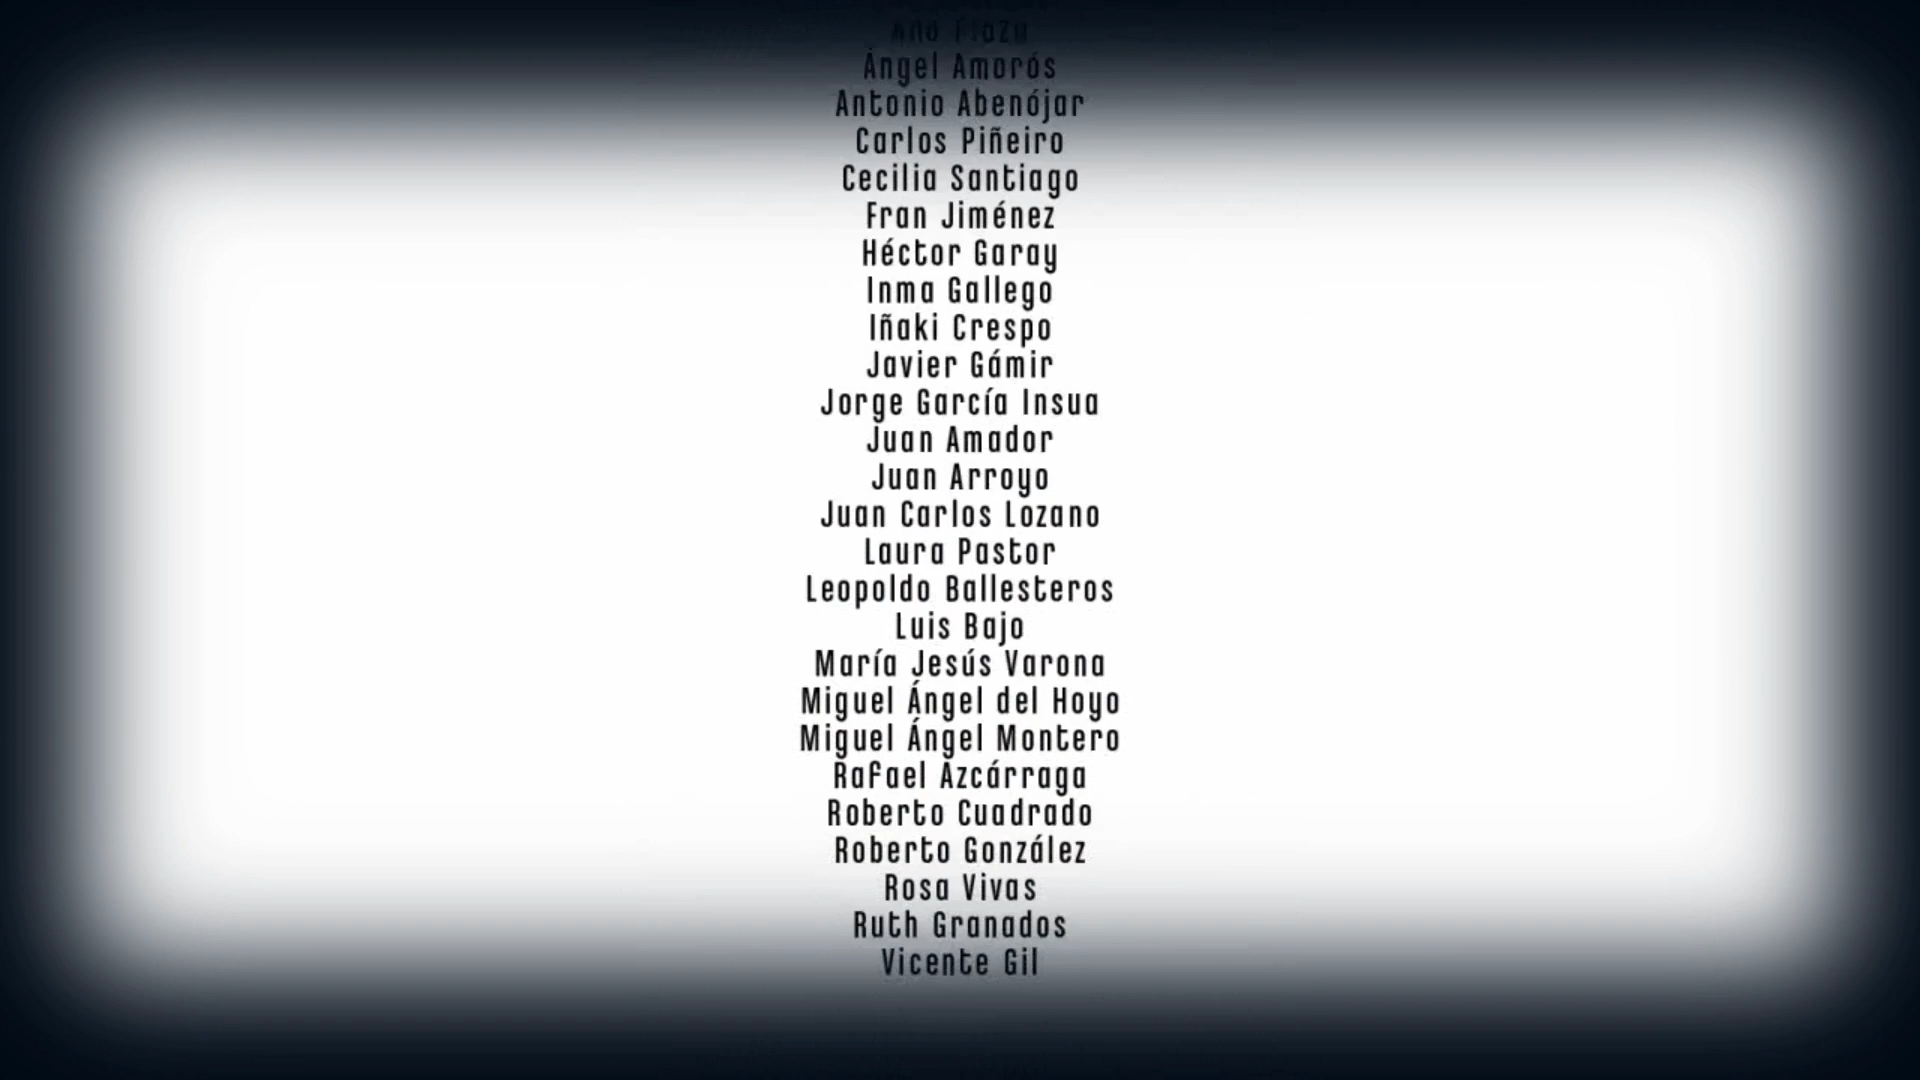 Ángel Amorós
Antonio Abenójar
Carlos Piñeiro
Cecilia Santiago
Fran Jiménez
Héctor Garay
Inma Gallego
Iñaki Crespo
Javier Gámir
Jorge García Insua
Juan Amador
Juan Arroyo
Juan Carlos Lozano
Laura Pastor
Leopoldo Ballesteros
Luis Bajo
María Jesús Varona
Miguel Ángel del Hoyo
Miguel Ángel Montero
Rafael Azcárraga
Roberto Cuadrado
Roberto González
Rosa Vivas
Ruth Granados
Vicente Gil